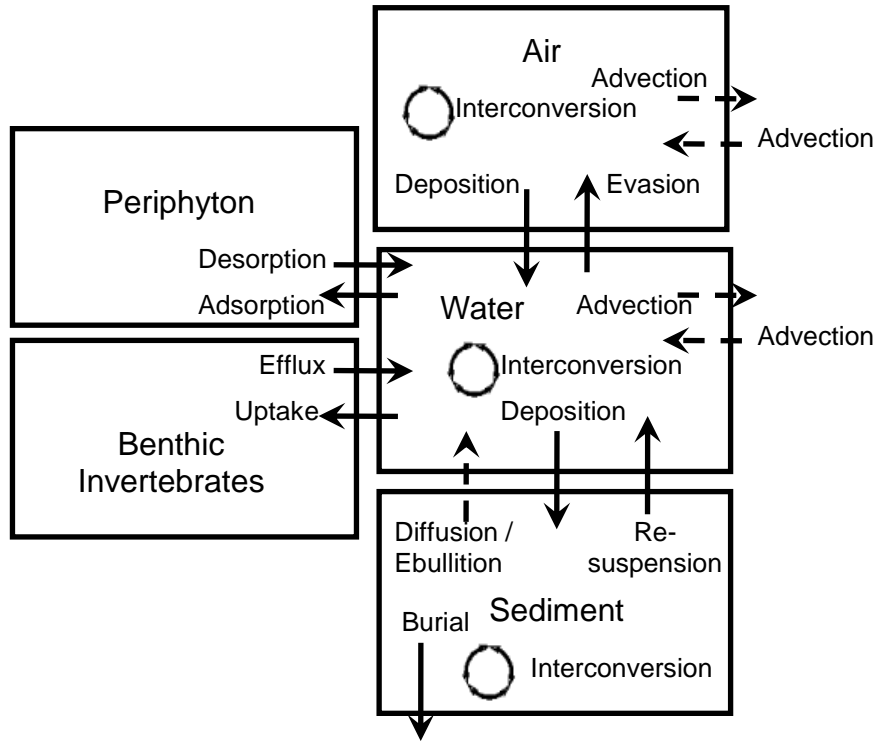 Air
Advection
Interconversion
Advection
Deposition
Evasion
Periphyton
Desorption
Adsorption
Water
Advection
Advection
Efflux
Interconversion
Uptake
Deposition
Benthic
Invertebrates
Diffusion /
Ebullition
Re-
suspension
Sediment
Burial
Interconversion